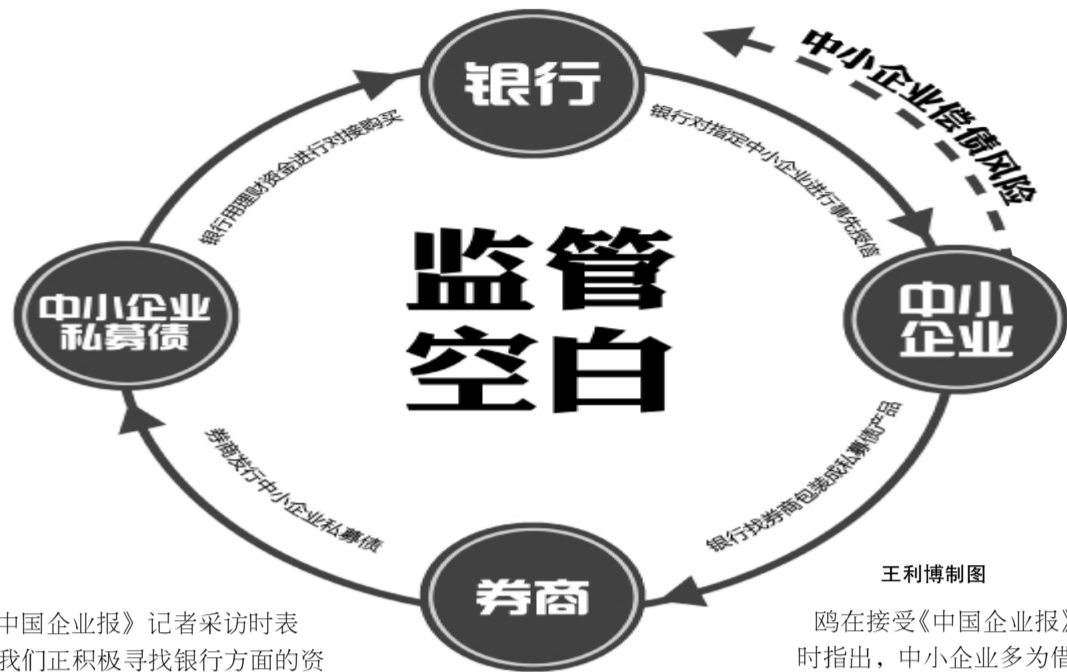 银行
中小企业偿债风险
银行用理财资金进行对接购买
银行对指定中小企业进行事先授信
监管
空白
中小企业
私募债
中小
企业
券商发行中小企业私募债
银行找券商包装成私募债产品
券商
王利博制图
中国企业报》记者采访时表
我们正积极寻找银行方面的资
鸥在接受《中国企业报》
时指出，中小企业多为借